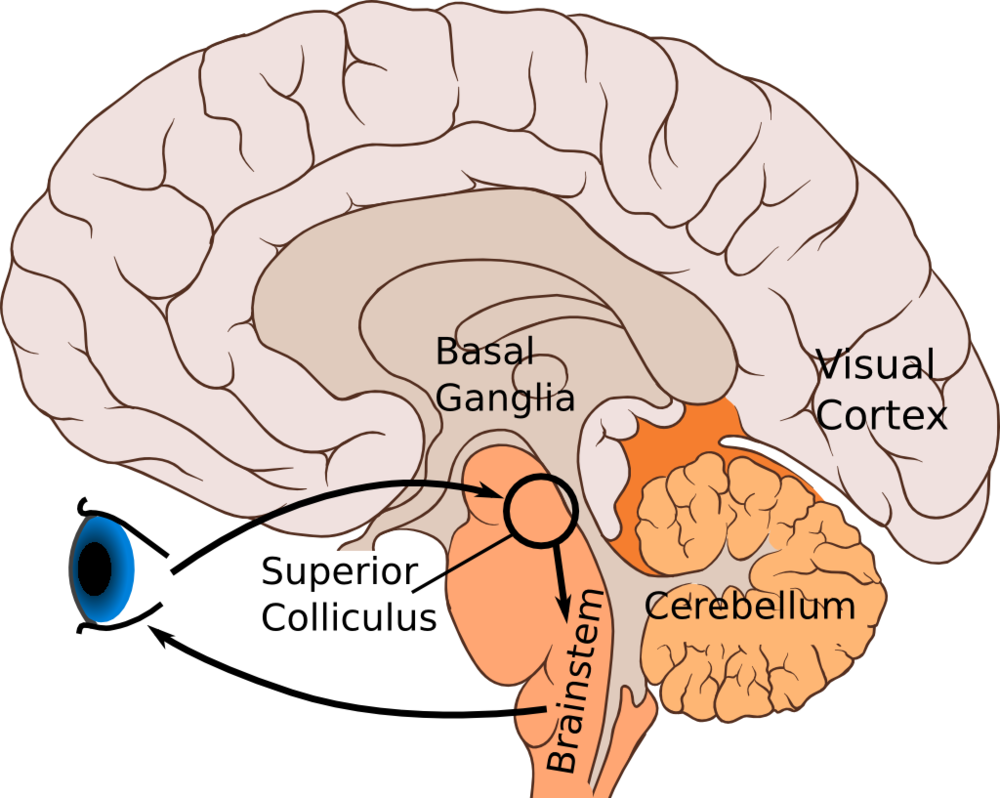 Basal
Ganglia
Visual
Cortex
Superior
Colliculus
Cerebellum
Brainstem